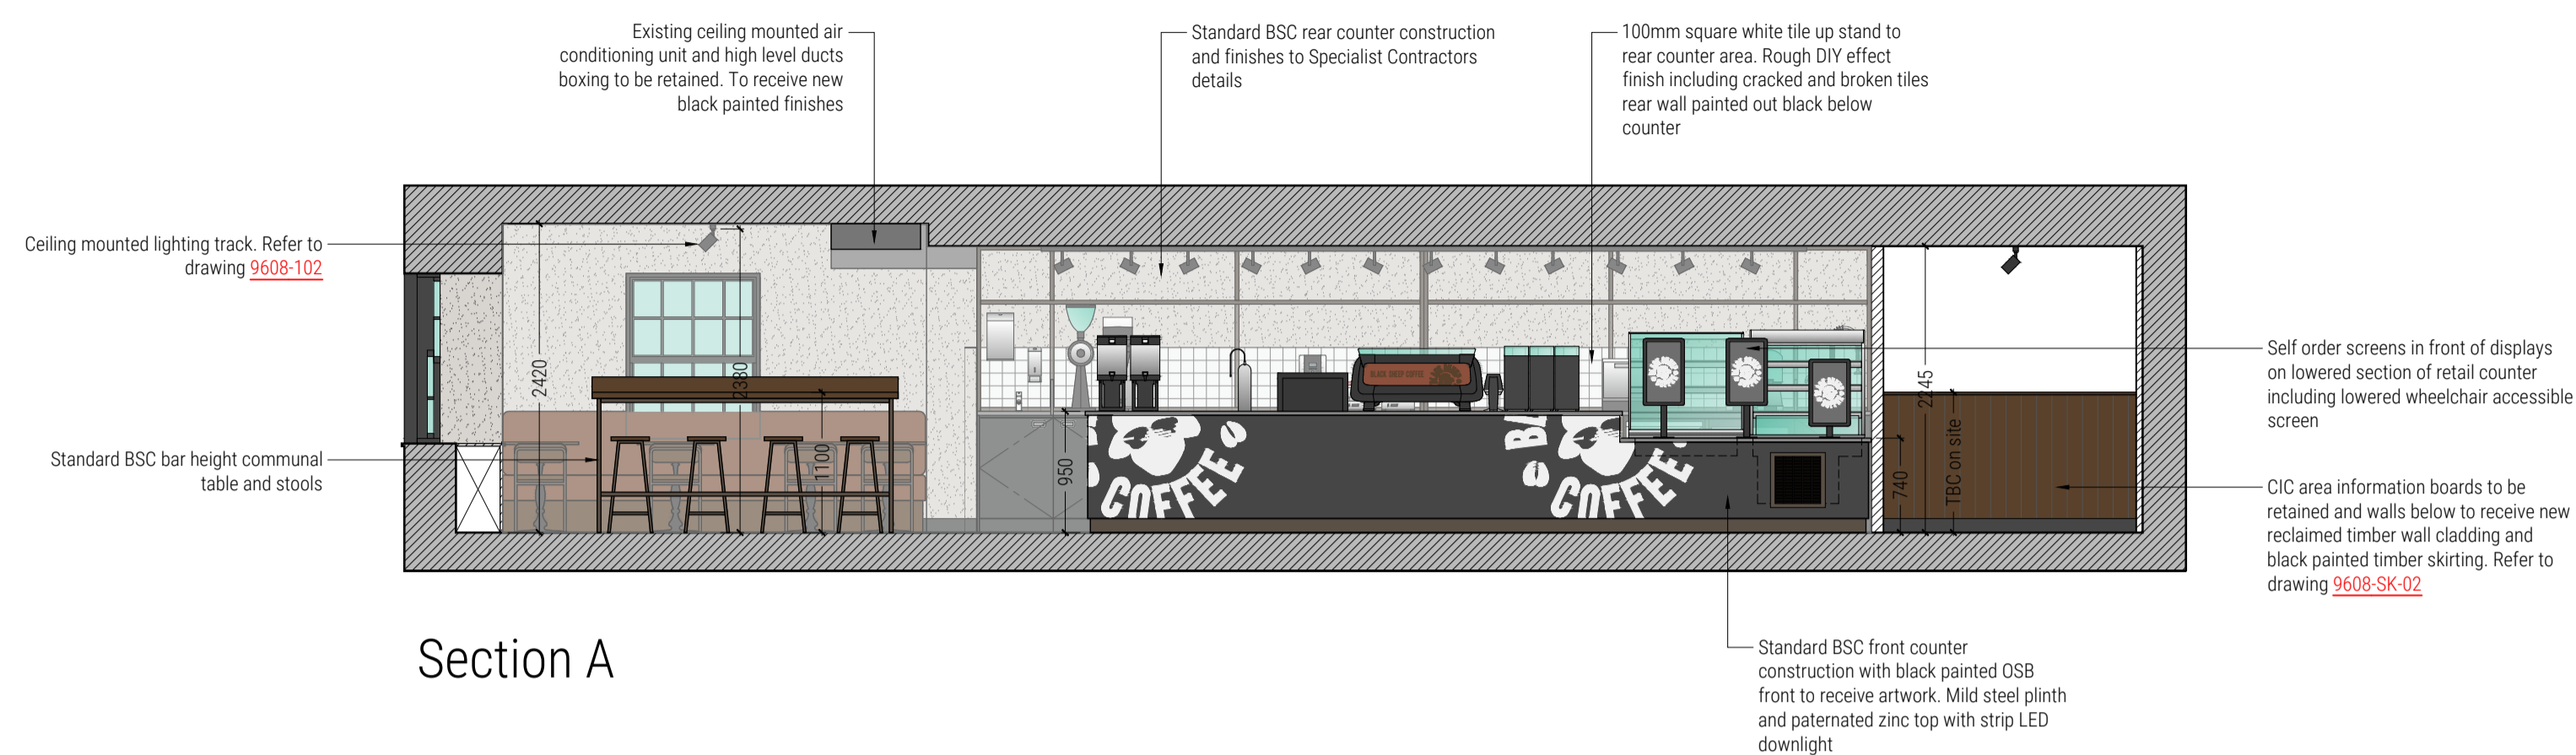 Existing ceiling mounted air
conditioning unit and high level ducts
boxing to be retained. To receive new
black painted finishes
Standard BSC rear counter construction
and finishes to Specialist Contractors
details
100mm square white tile up stand to
rear counter area. Rough DIY effect
finish including cracked and broken tiles
rear wall painted out black below
counter
Ceiling mounted lighting track. Refer to
drawing 9608-102
Standard BSC bar height communal
table and stools
2420
2380
1100
950
BLACK SHEEP COFFEE
COFFEE
BL
COFFEE
740
2245
TBC on site
Self order screens in front of displays
on lowered section of retail counter
including lowered wheelchair accessible
screen
CIC area information boards to be
retained and walls below to receive new
reclaimed timber wall cladding and
black painted timber skirting. Refer to
drawing 9608-SK-02
Section A
Standard BSC front counter
construction with black painted OSB
front to receive artwork. Mild steel plinth
and paternated zinc top with strip LED
downlight